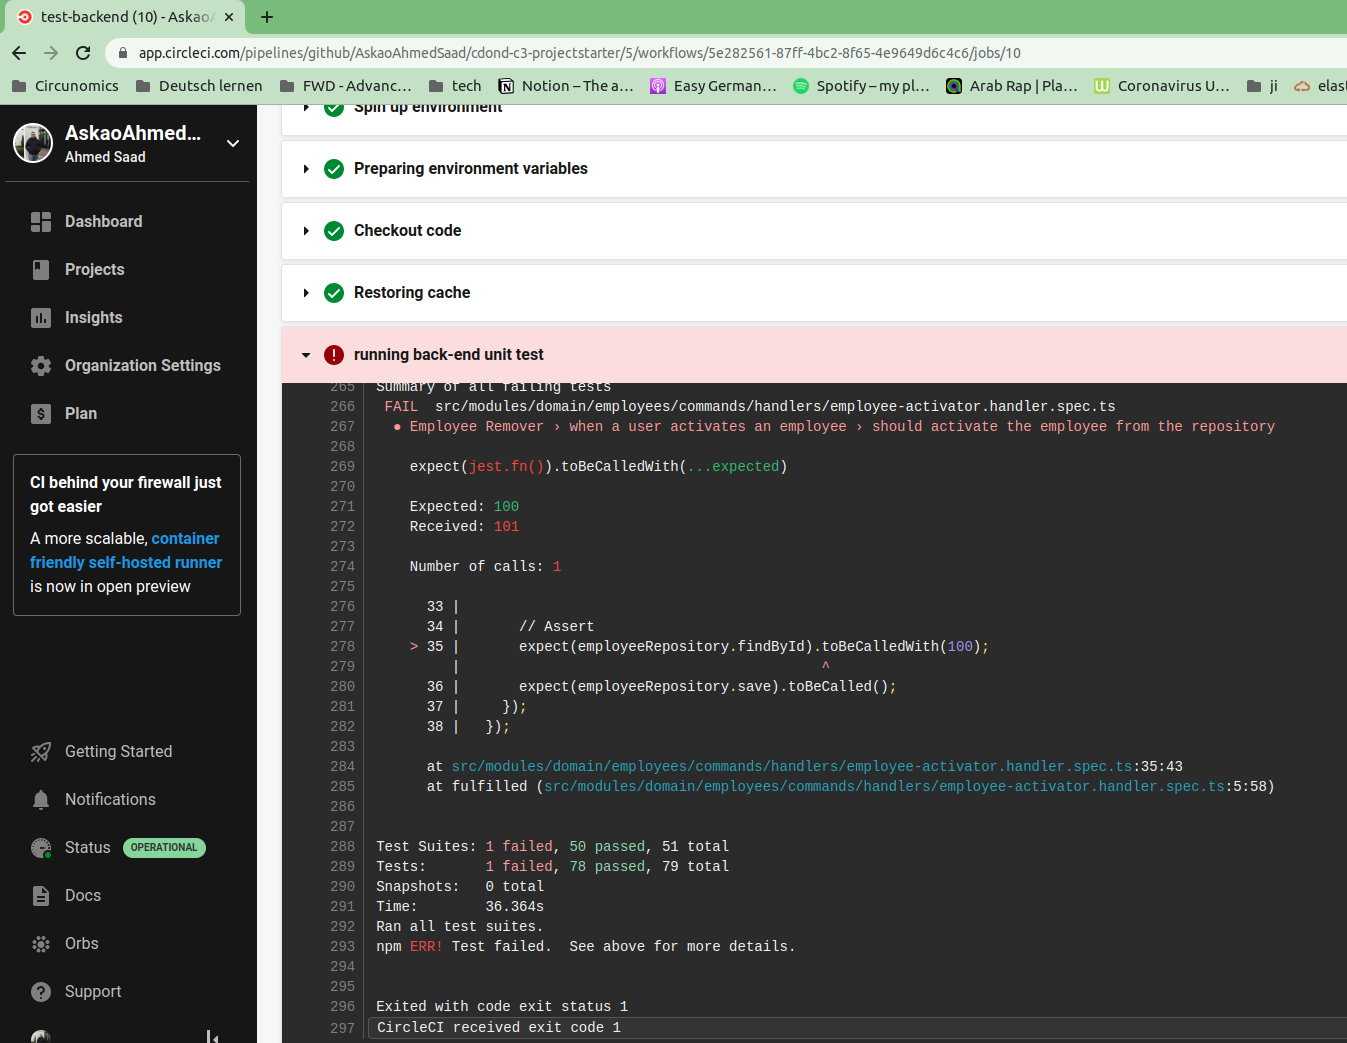 test-backend (10) - Askao
app.circleci.com/pipelines/github/AskaoAhmedSaad/cdond-c3-projectstarter/5/workflows/5e282561-87ff-4bc2-8f65-4e9649d6c4c6/jobs/10
Circunomics Deutsch lernen FWD - Advanc... tech Notion – The a... Easy German... Spotify – my pl... Arab Rap | Pla... Coronavirus U... ji elast
AskaoAhmed...
Ahmed Saad
Dashboard
Projects
Insights
Organization Settings
Plan
CI behind your firewall just
got easier
A more scalable, container
friendly self-hosted runner
is now in open preview
Getting Started
Notifications
Status OPERATIONAL
Docs
Orbs
Support
Spin up environment
Preparing environment variables
Checkout code
Restoring cache
running back-end unit test
265 Summary of all failing tests
266 FAIL src/modules/domain/employees/commands/handlers/employee-activator.handler.spec.ts
267 ● Employee Remover › when a user activates an employee › should activate the employee from the repository
268
269 expect(jest.fn()).toBeCalledWith(...expected)
270
271 Expected: 100
272 Received: 101
273
274 Number of calls: 1
275
276 33 |
277 34 | // Assert
278 > 35 | expect(employeeRepository.findById).toBeCalledWith(100);
279 | ^
280 36 | expect(employeeRepository.save).toBeCalled();
281 37 | });
282 38 | });
283
284 at src/modules/domain/employees/commands/handlers/employee-activator.handler.spec.ts:35:43
285 at fulfilled (src/modules/domain/employees/commands/handlers/employee-activator.handler.spec.ts:5:58)
286
287
288 Test Suites: 1 failed, 50 passed, 51 total
289 Tests: 1 failed, 78 passed, 79 total
290 Snapshots: 0 total
291 Time: 36.364s
292 Ran all test suites.
293 npm ERR! Test failed. See above for more details.
294
295
296 Exited with code exit status 1
297 CircleCI received exit code 1